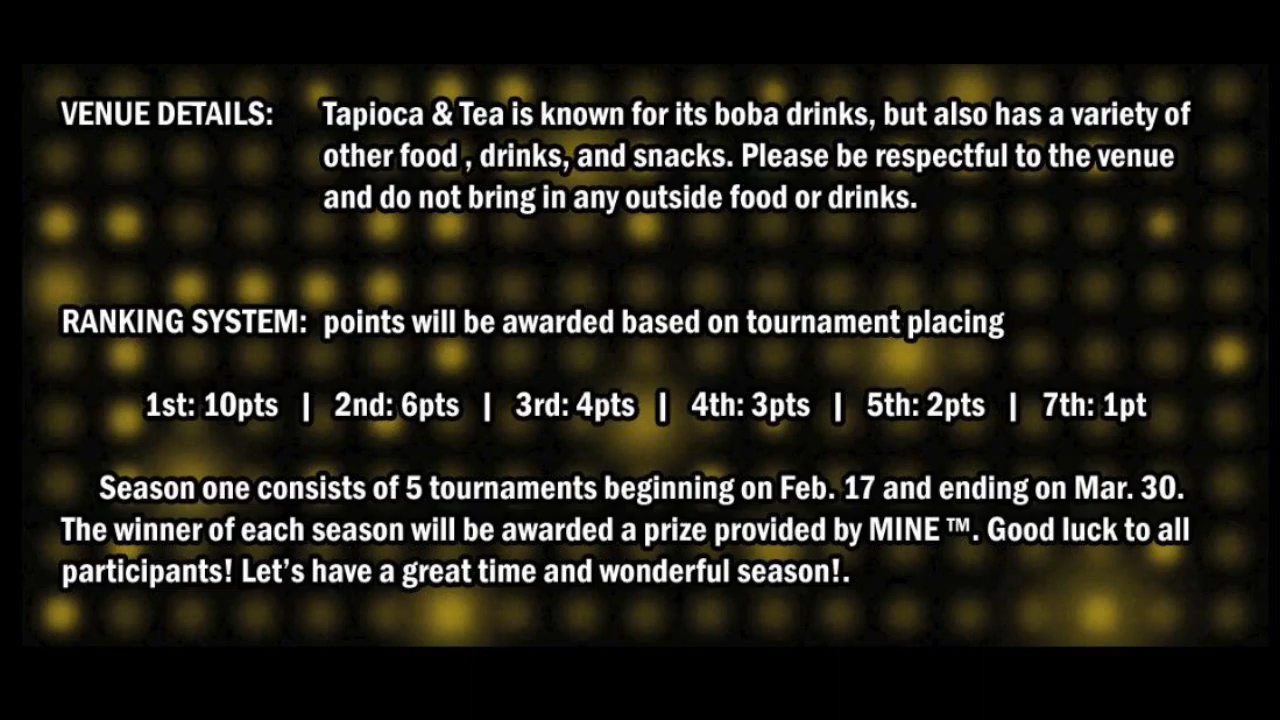 VENUE DETAILS: Tapioca & Tea is known for its boba drinks, but also has a variety of
other food , drinks, and snacks. Please be respectful to the venue
and do not bring in any outside food or drinks.
RANKING SYSTEM: points will be awarded based on tournament placing
1st: 10pts | 2nd: 6pts | 3rd: 4pts | 4th: 3pts | 5th: 2pts | 7th: 1pt
Season one consists of 5 tournaments beginning on Feb. 17 and ending on Mar. 30.
The winner of each season will be awarded a prize provided by MINE ™. Good luck to all
participants! Let’s have a great time and wonderful season!.